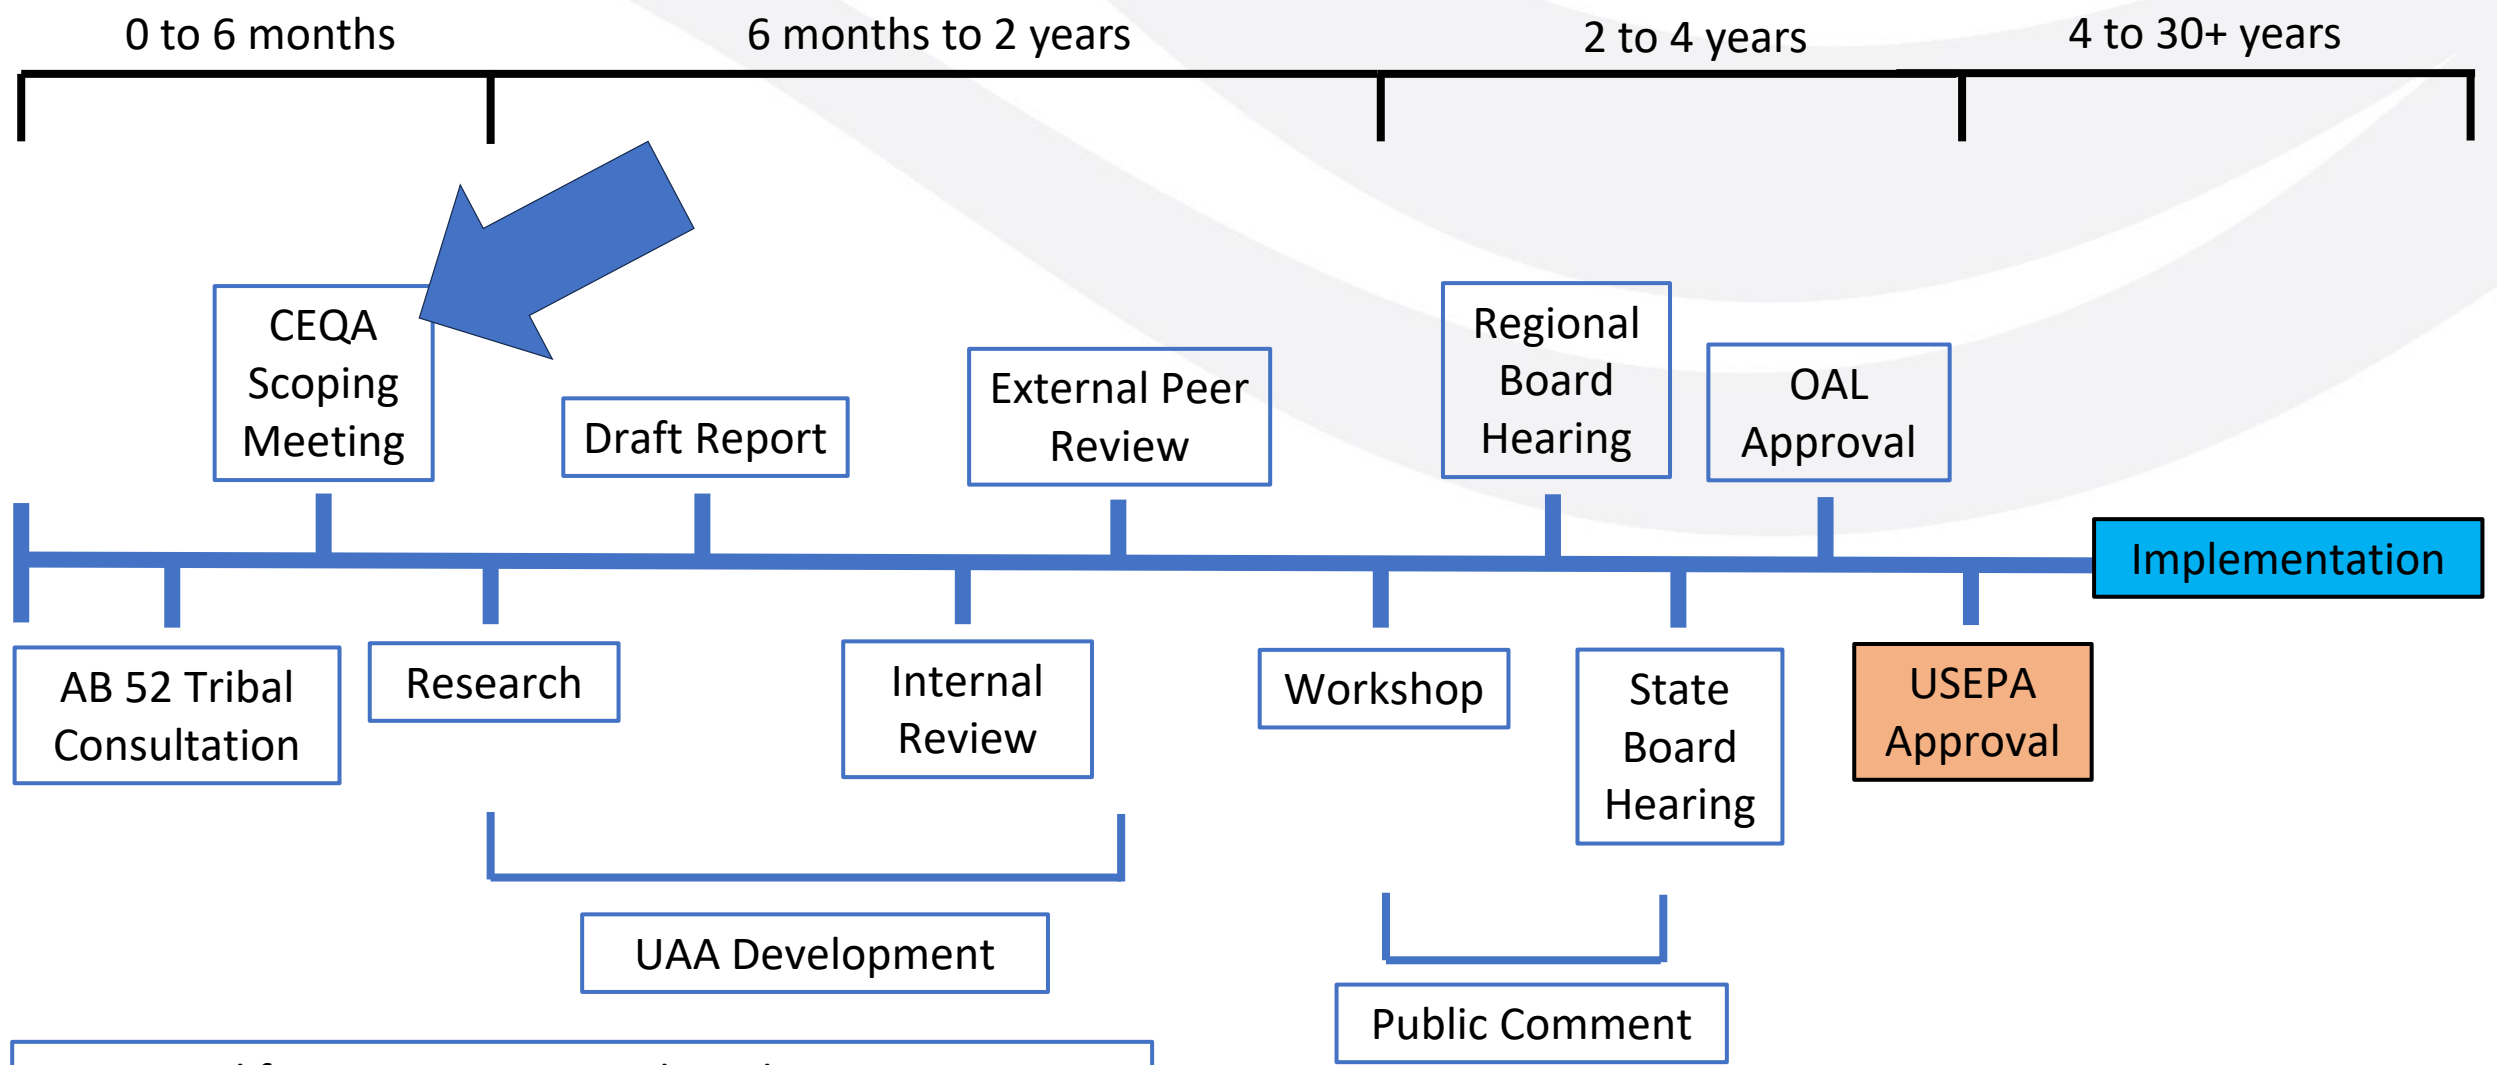 0 to 6 months
6 months to 2 years
2 to 4 years
4 to 30+ years
CEQA
Scoping
Meeting
Draft Report
External Peer
Review
Regional
Board
Hearing
OAL
Approval
Implementation
AB 52 Tribal
Consultation
Research
Internal
Review
Workshop
State
Board
Hearing
USEPA
Approval
UAA Development
Public Comment